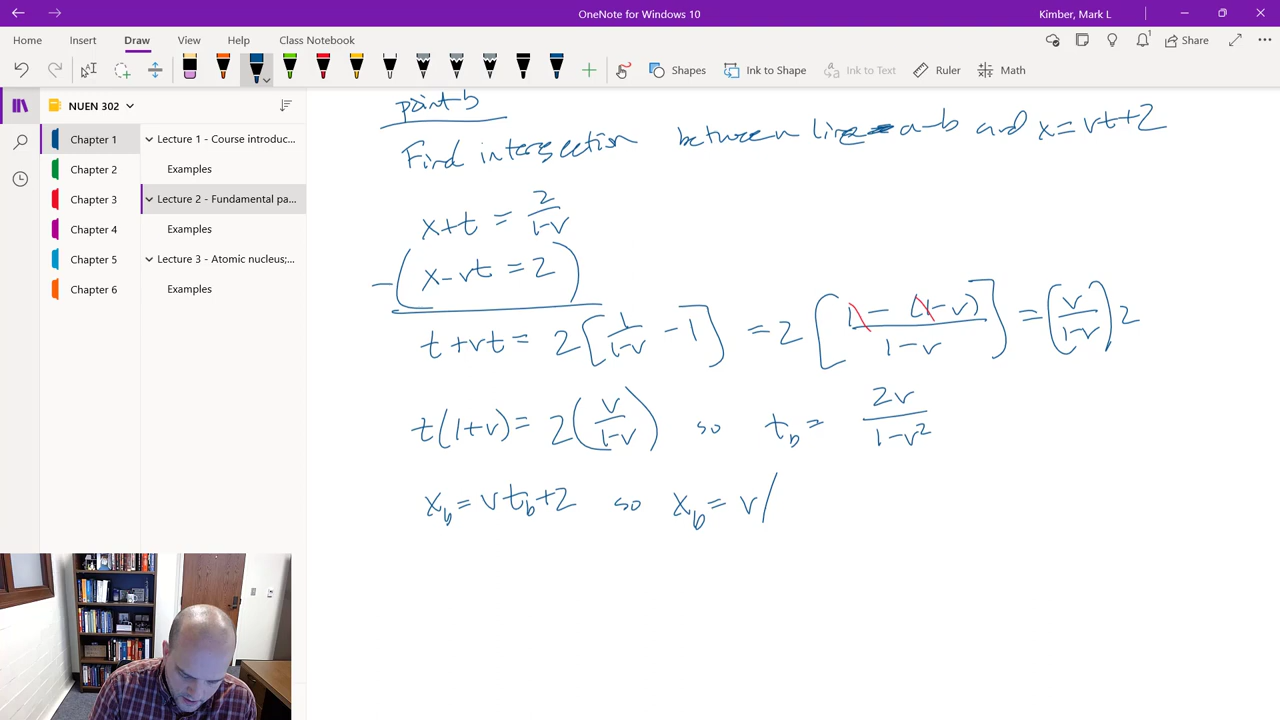 OneNote for Windows 10
Kimber, Mark L
Home Insert Draw View Help Class Notebook
Share
Shapes Ink to Shape Ink to Text Ruler Math
NUEN 302
Chapter 1
Chapter 2
Chapter 3
Chapter 4
Chapter 5
Chapter 6
Lecture 1 - Course introduc...
Examples
Lecture 2 - Fundamental pa...
Examples
Lecture 3 - Atomic nucleus;...
Examples
point b
Find intersection between line a-b and x = vt + 2
x + t = 2/(1-v)
-(x - vt = 2)
t + vt = 2[1/(1-v) - 1] = 2[(1 - (1-v))/(1-v)] = (v/(1-v)) 2
t(1+v) = 2(v/(1-v)) so t_b = 2v/(1-v²)
x_b = v t_b + 2 so x_b = v(